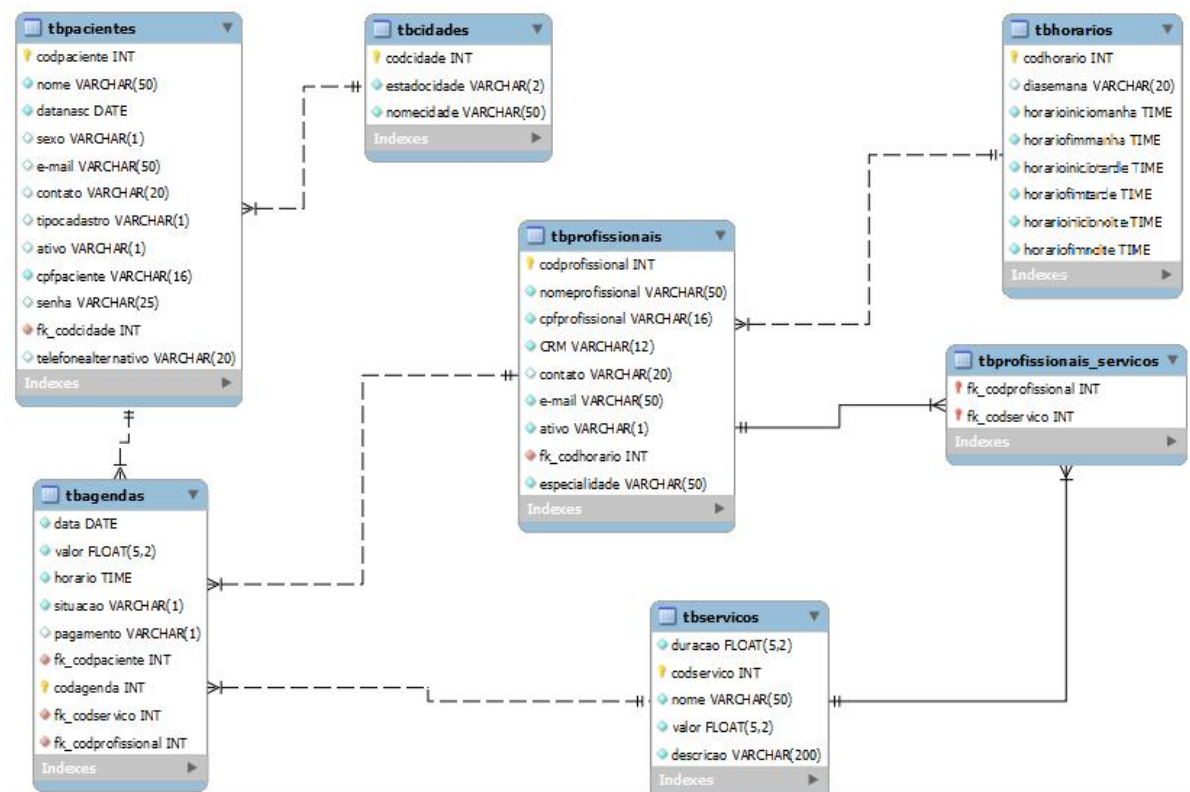 tbpacientes
codpaciente INT
nome VARCHAR(50)
datanasc DATE
sexo VARCHAR(1)
e-mail VARCHAR(50)
contato VARCHAR(20)
tipocadastro VARCHAR(1)
ativo VARCHAR(1)
cpfpaciente VARCHAR(16)
senha VARCHAR(25)
fk_codcidade INT
telefonealternativo VARCHAR(20)
Indexes
tbcidades
codcidade INT
estadocidade VARCHAR(2)
nomecidade VARCHAR(50)
Indexes
tbhorarios
codhorario INT
diasemana VARCHAR(20)
horarioiniciomanha TIME
horariofimmanha TIME
horarioiniciotarde TIME
horariofimtarde TIME
horarioinicionoite TIME
horariofimnoite TIME
Indexes
tbprofissionais
codprofissional INT
nomeprofissional VARCHAR(50)
cpfprofissional VARCHAR(16)
CRM VARCHAR(12)
contato VARCHAR(20)
e-mail VARCHAR(50)
ativo VARCHAR(1)
fk_codhorario INT
especialidade VARCHAR(50)
Indexes
tbprofissionais_servicos
fk_codprofissional INT
fk_codservico INT
Indexes
tbagendas
data DATE
valor FLOAT(5,2)
horario TIME
situacao VARCHAR(1)
pagamento VARCHAR(1)
fk_codpaciente INT
codagenda INT
fk_codservico INT
fk_codprofissional INT
Indexes
tbservicos
duracao FLOAT(5,2)
codservico INT
nome VARCHAR(50)
valor FLOAT(5,2)
descricao VARCHAR(200)
Indexes